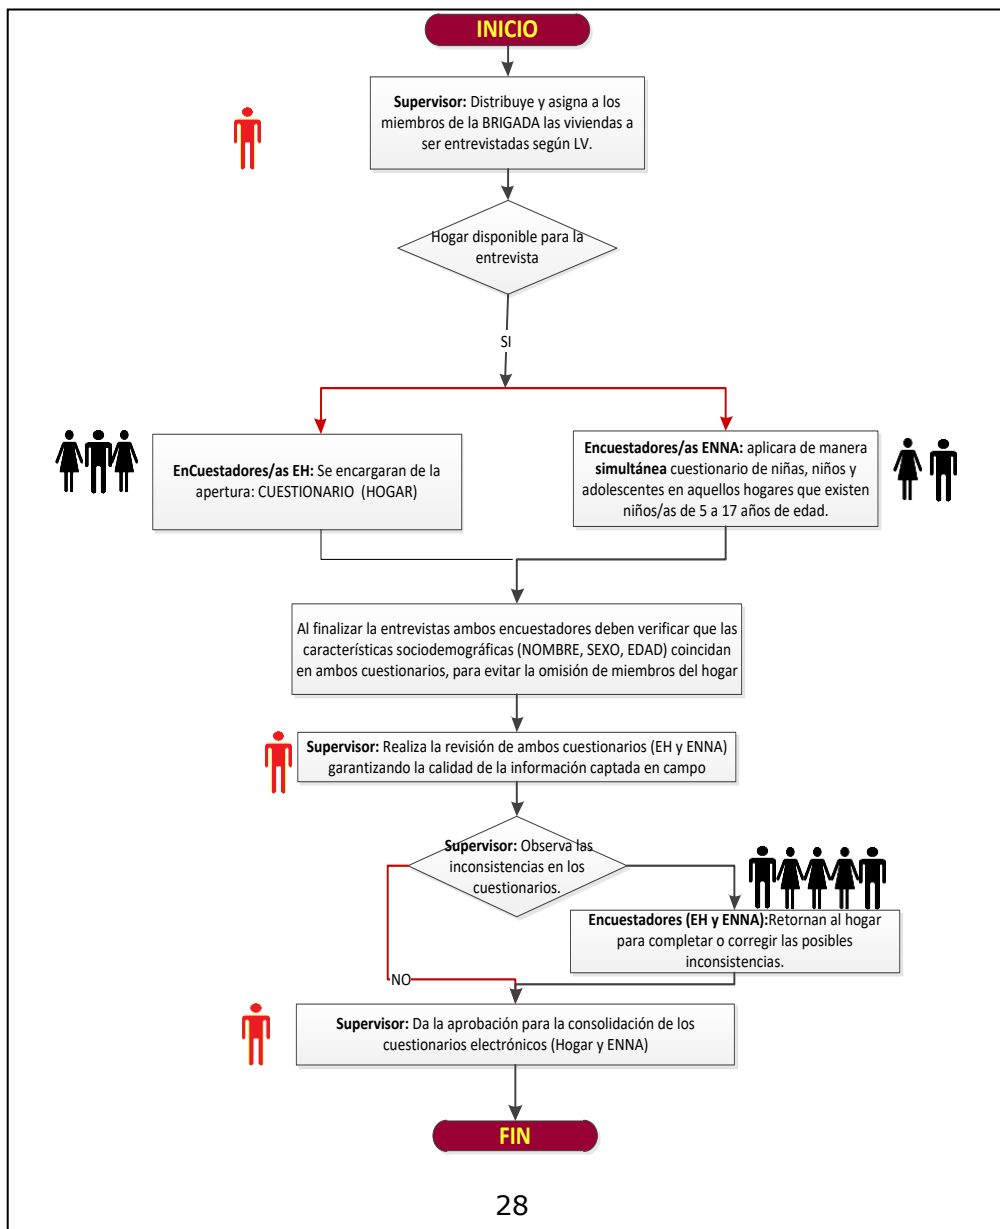 INICIO
Supervisor: Distribuye y asigna a los
miembros de la BRIGADA las viviendas a
ser entrevistadas según LV.
Hogar disponible para la
entrevista
SI
EnCuestadores/as EH: Se encargaran de la
apertura: CUESTIONARIO (HOGAR)
Encuestadores/as ENNA: aplicara de manera
simultánea cuestionario de niñas, niños y
adolescentes en aquellos hogares que existen
niños/as de 5 a 17 años de edad.
Al finalizar la entrevistas ambos encuestadores deben verificar que las
características sociodemográficas (NOMBRE, SEXO, EDAD) coincidan
en ambos cuestionarios, para evitar la omisión de miembros del hogar
Supervisor: Realiza la revisión de ambos cuestionarios (EH y ENNA)
garantizando la calidad de la información captada en campo
Supervisor: Observa las
inconsistencias en los
cuestionarios.
Encuestadores (EH y ENNA):Retornan al hogar
para completar o corregir las posibles
inconsistencias.
NO
Supervisor: Da la aprobación para la consolidación de los
cuestionarios electrónicos (Hogar y ENNA)
FIN
28